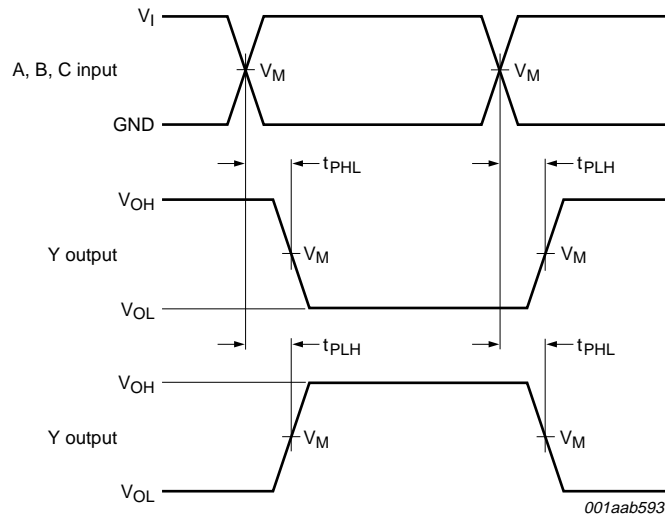 VI
A, B, C input
VM
VM
GND
tPHL
tPLH
VOH
Y output
VM
VM
VOL
tPLH
tPHL
VOH
Y output
VM
VM
VOL
001aab593